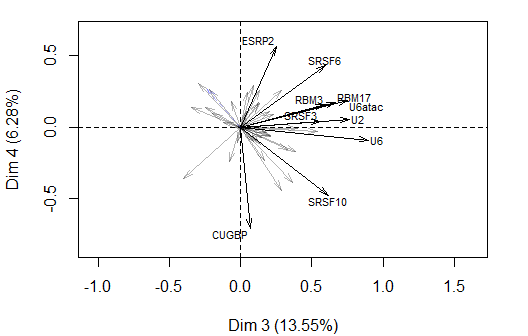 ESRP2
SRSF6
RBM3
RBM17
U6atac
SRSF3
U2
U6
SRSF10
CUGBP
0.5
0.0
-0.5
Dim 4 (6.28%)
-1.0
-0.5
0.0
0.5
1.0
1.5
Dim 3 (13.55%)